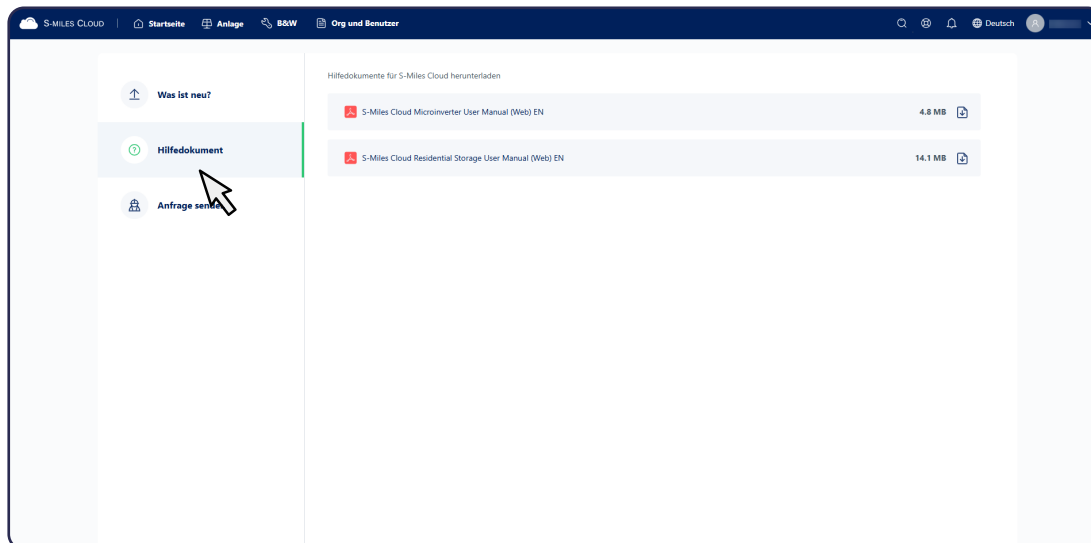 S-MILES CLOUD Startseite Anlage B&W Org und Benutzer Deutsch
Hilfedokumente für S-Miles Cloud herunterladen
Was ist neu?
S-Miles Cloud Microinverter User Manual (Web) EN 4.8 MB
Hilfedokument
S-Miles Cloud Residential Storage User Manual (Web) EN 14.1 MB
Anfrage